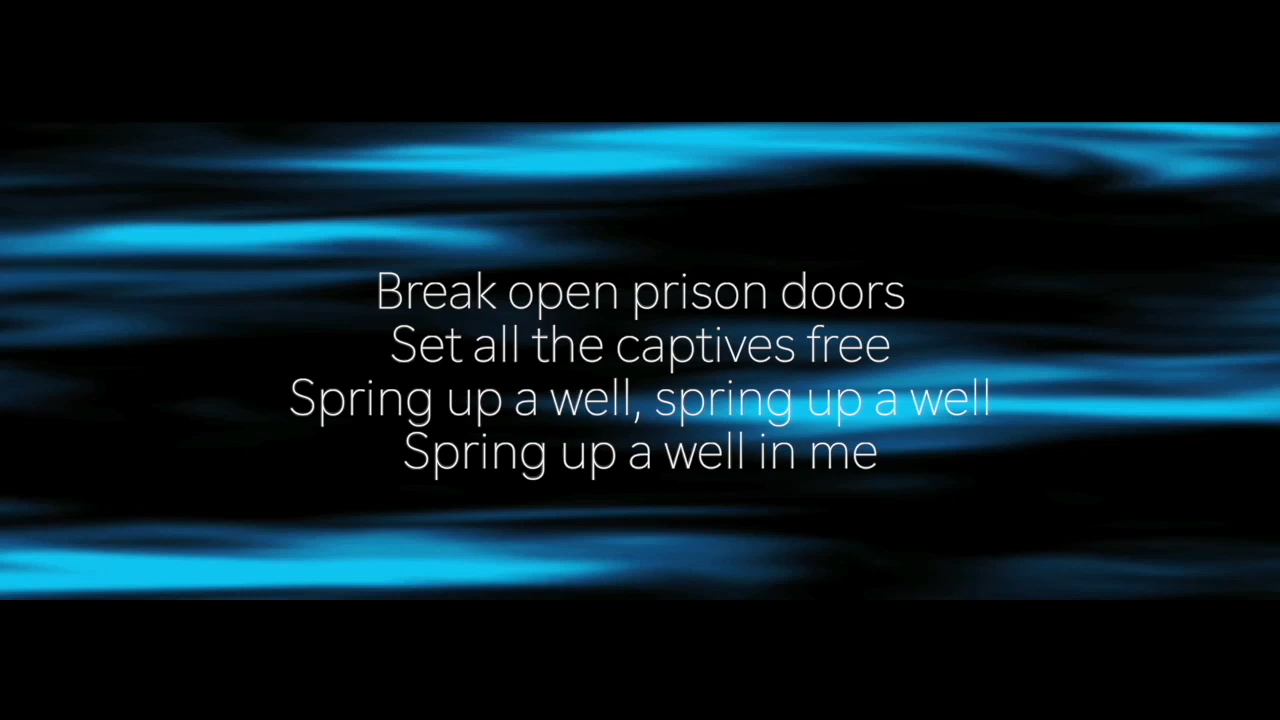 Break open prison doors
Set all the captives free
Spring up a well, spring up a well
Spring up a well in me